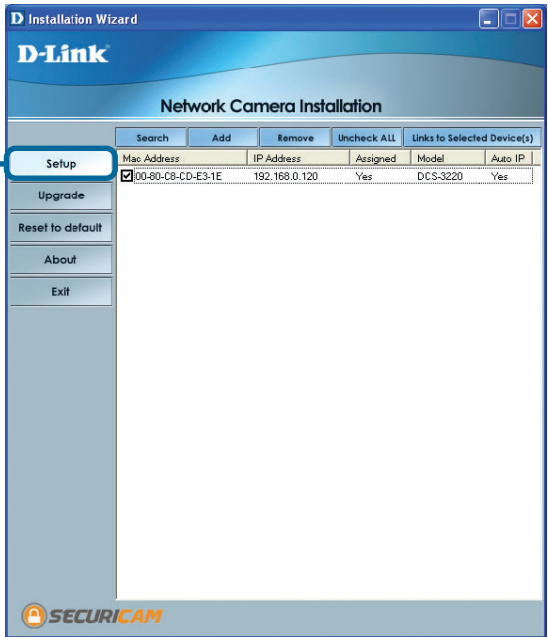 D Installation Wizard
D-Link
Network Camera Installation
Search Add Remove Uncheck ALL Links to Selected Device(s)
Mac Address IP Address Assigned Model Auto IP
00-80-C8-CD-E3-1E 192.168.0.120 Yes DCS-3220 Yes
Setup
Upgrade
Reset to default
About
Exit
SECURICAM